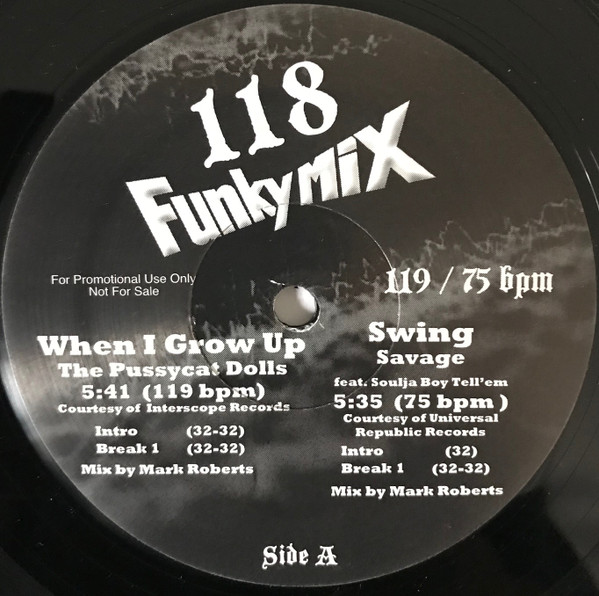 118
Funkymix
For Promotional Use Only
Not For Sale
119 / 75 bpm
When I Grow Up
The Pussycat Dolls
5:41 (119 bpm)
Courtesy of Interscope Records
Intro (32-32)
Break 1 (32-32)
Mix by Mark Roberts
Swing
Savage
feat. Soulja Boy Tell'em
5:35 (75 bpm )
Courtesy of Universal
Republic Records
Intro (32)
Break 1 (32-32)
Mix by Mark Roberts
Side A